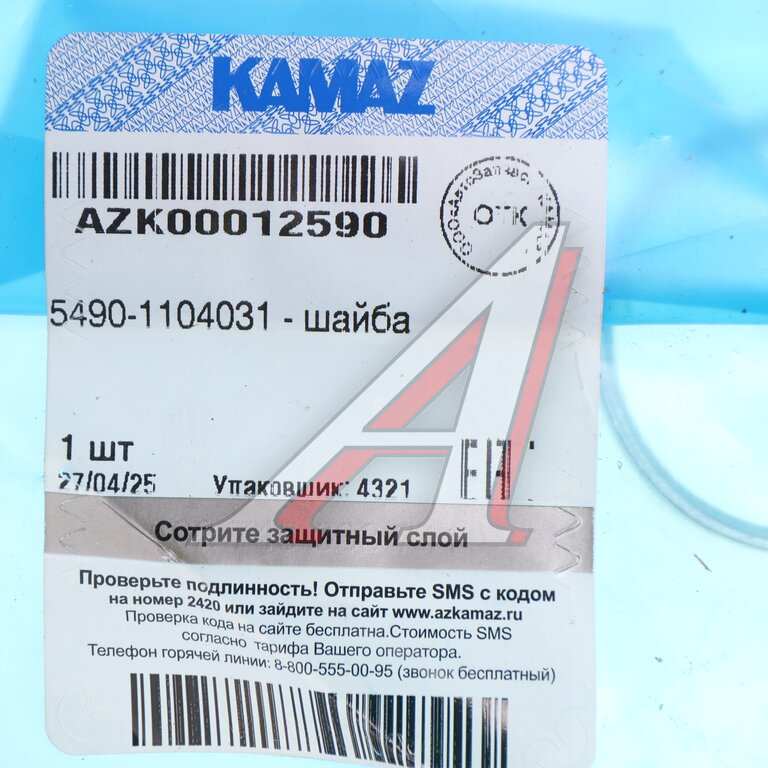 KAMAZ
AZK00012590
ОТК
5490-1104031 - шайба
1 шт
27/04/25 Упаковщик: 4321
Сотрите защитный слой
Проверьте подлинность! Отправьте SMS с кодом
на номер 2420 или зайдите на сайт www.azkamaz.ru
Проверка кода на сайте бесплатна.Стоимость SMS
согласно тарифа Вашего оператора.
Телефон горячей линии: 8-800-555-00-95 (звонок бесплатный)